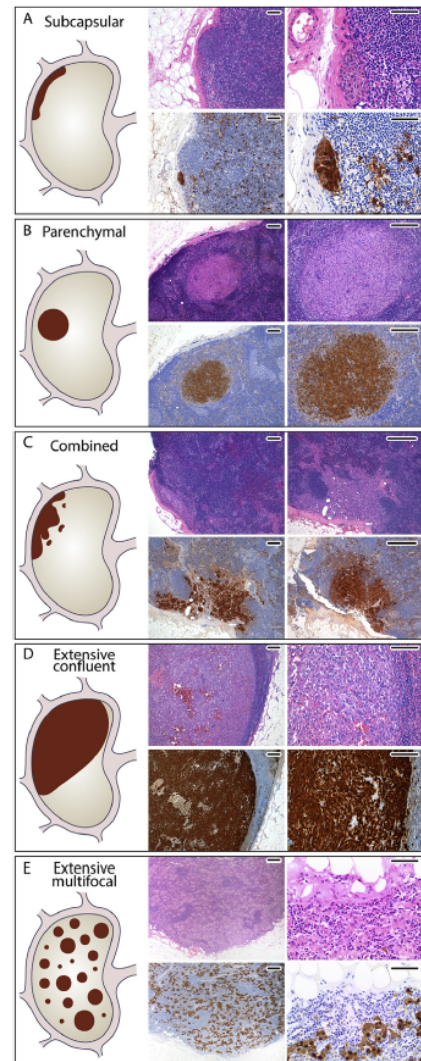 A
Subcapsular
B
Parenchymal
C
Combined
D
Extensive
confluent
E
Extensive
multifocal